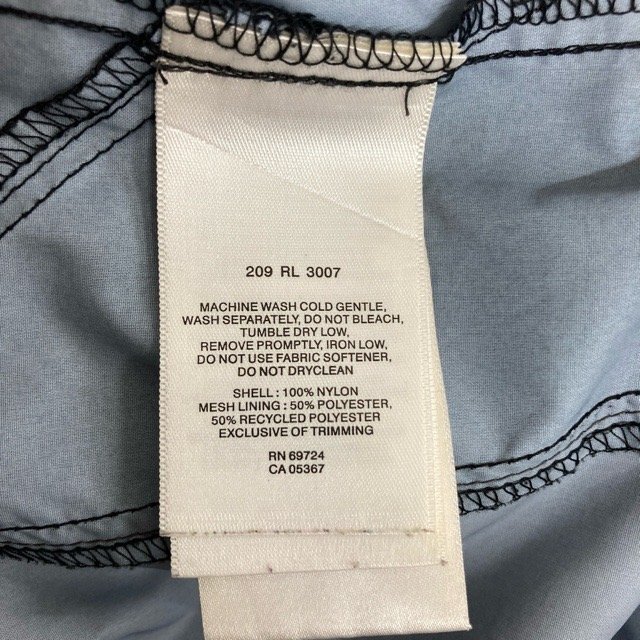 209 RL 3007
MACHINE WASH COLD GENTLE,
WASH SEPARATELY, DO NOT BLEACH,
TUMBLE DRY LOW,
REMOVE PROMPTLY, IRON LOW,
DO NOT USE FABRIC SOFTENER,
DO NOT DRYCLEAN
SHELL : 100% NYLON
MESH LINING : 50% POLYESTER,
50% RECYCLED POLYESTER
EXCLUSIVE OF TRIMMING
RN 69724
CA 05367